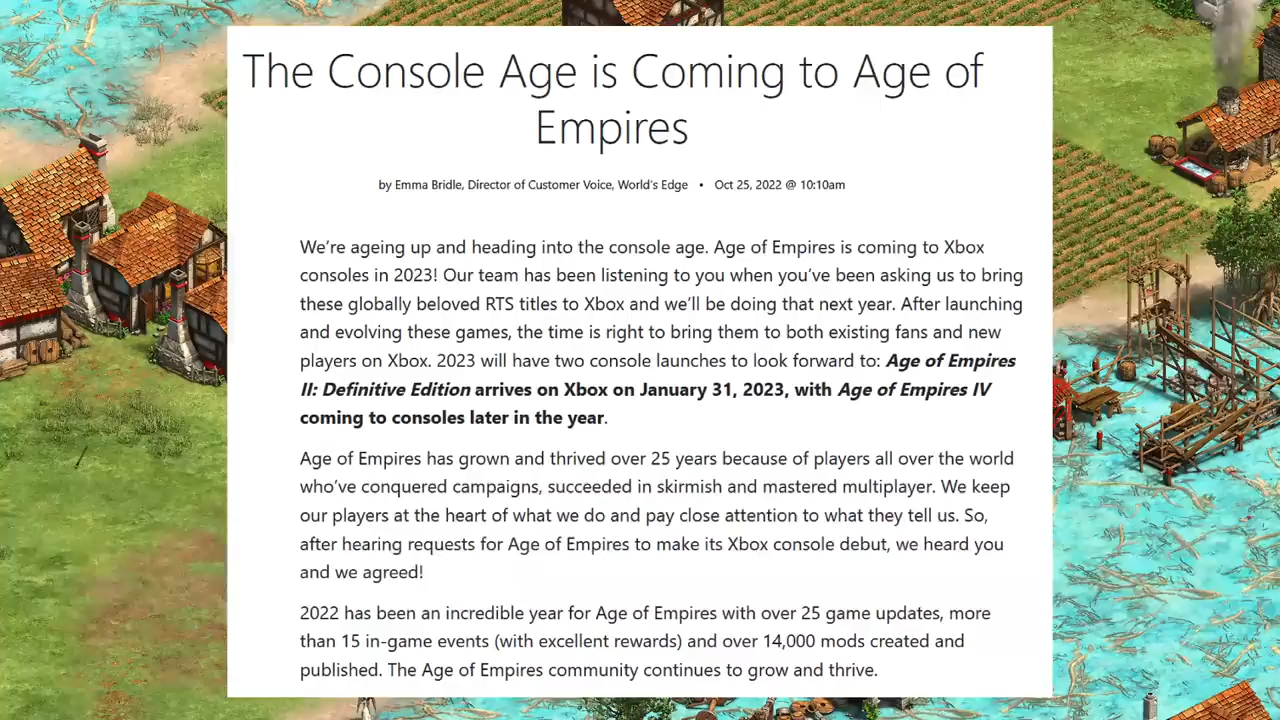 The Console Age is Coming to Age of
Empires
by Emma Bridle, Director of Customer Voice, World's Edge • Oct 25, 2022 @ 10:10am
We're ageing up and heading into the console age. Age of Empires is coming to Xbox
consoles in 2023! Our team has been listening to you when you've been asking us to bring
these globally beloved RTS titles to Xbox and we'll be doing that next year. After launching
and evolving these games, the time is right to bring them to both existing fans and new
players on Xbox. 2023 will have two console launches to look forward to: Age of Empires
II: Definitive Edition arrives on Xbox on January 31, 2023, with Age of Empires IV
coming to consoles later in the year.
Age of Empires has grown and thrived over 25 years because of players all over the world
who've conquered campaigns, succeeded in skirmish and mastered multiplayer. We keep
our players at the heart of what we do and pay close attention to what they tell us. So,
after hearing requests for Age of Empires to make its Xbox console debut, we heard you
and we agreed!
2022 has been an incredible year for Age of Empires with over 25 game updates, more
than 15 in-game events (with excellent rewards) and over 14,000 mods created and
published. The Age of Empires community continues to grow and thrive.